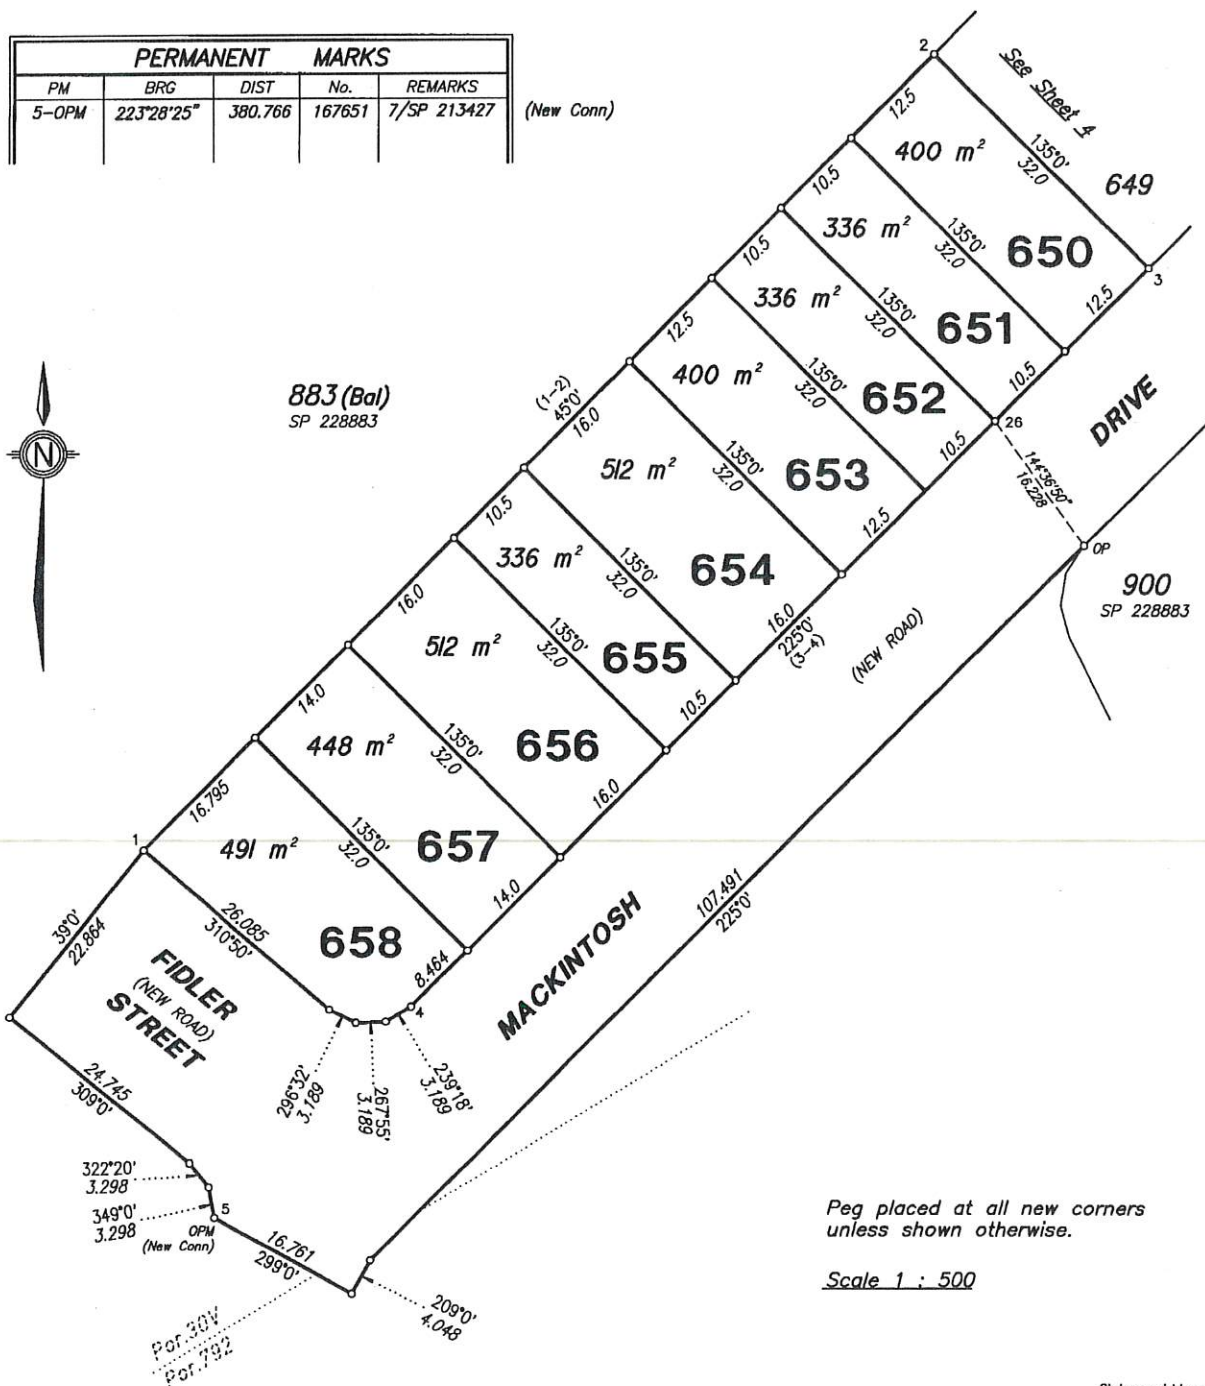 PERMANENT MARKS
PM BRG DIST No. REMARKS
5-OPM 223°28'25" 380.766 167651 7/SP 213427 (New Conn)
2
See Sheet 4
12.5
400 m²
135°0'
32.0
649
650
10.5
336 m²
135°0'
32.0
12.5
3
651
10.5
336 m²
135°0'
32.0
10.5
652
12.5
400 m²
135°0'
32.0
10.5
26
DRIVE
883 (Bal)
SP 228883
(1-2)
45°0'
16.0
512 m²
135°0'
32.0
653
12.5
144°36'50"
16.228
OP
900
SP 228883
N
10.5
336 m²
135°0'
32.0
654
16.0
225°0'
(3-4)
(NEW ROAD)
16.0
512 m²
135°0'
32.0
655
10.5
14.0
448 m²
135°0'
32.0
656
16.0
16.795
491 m²
135°0'
32.0
657
14.0
107.491
225°0'
1
39°0'
22.864
26.085
310°50'
658
8.464
4
MACKINTOSH
FIDLER
(NEW ROAD)
STREET
296°32'
3.189
267°55'
3.189
239°18'
3.189
24.745
309°0'
322°20'
3.298
349°0'
3.298
5
OPM
(New Conn)
16.761
299°0'
209°0'
4.048
Por.30V
Por.792
Peg placed at all new corners
unless shown otherwise.
Scale 1 : 500